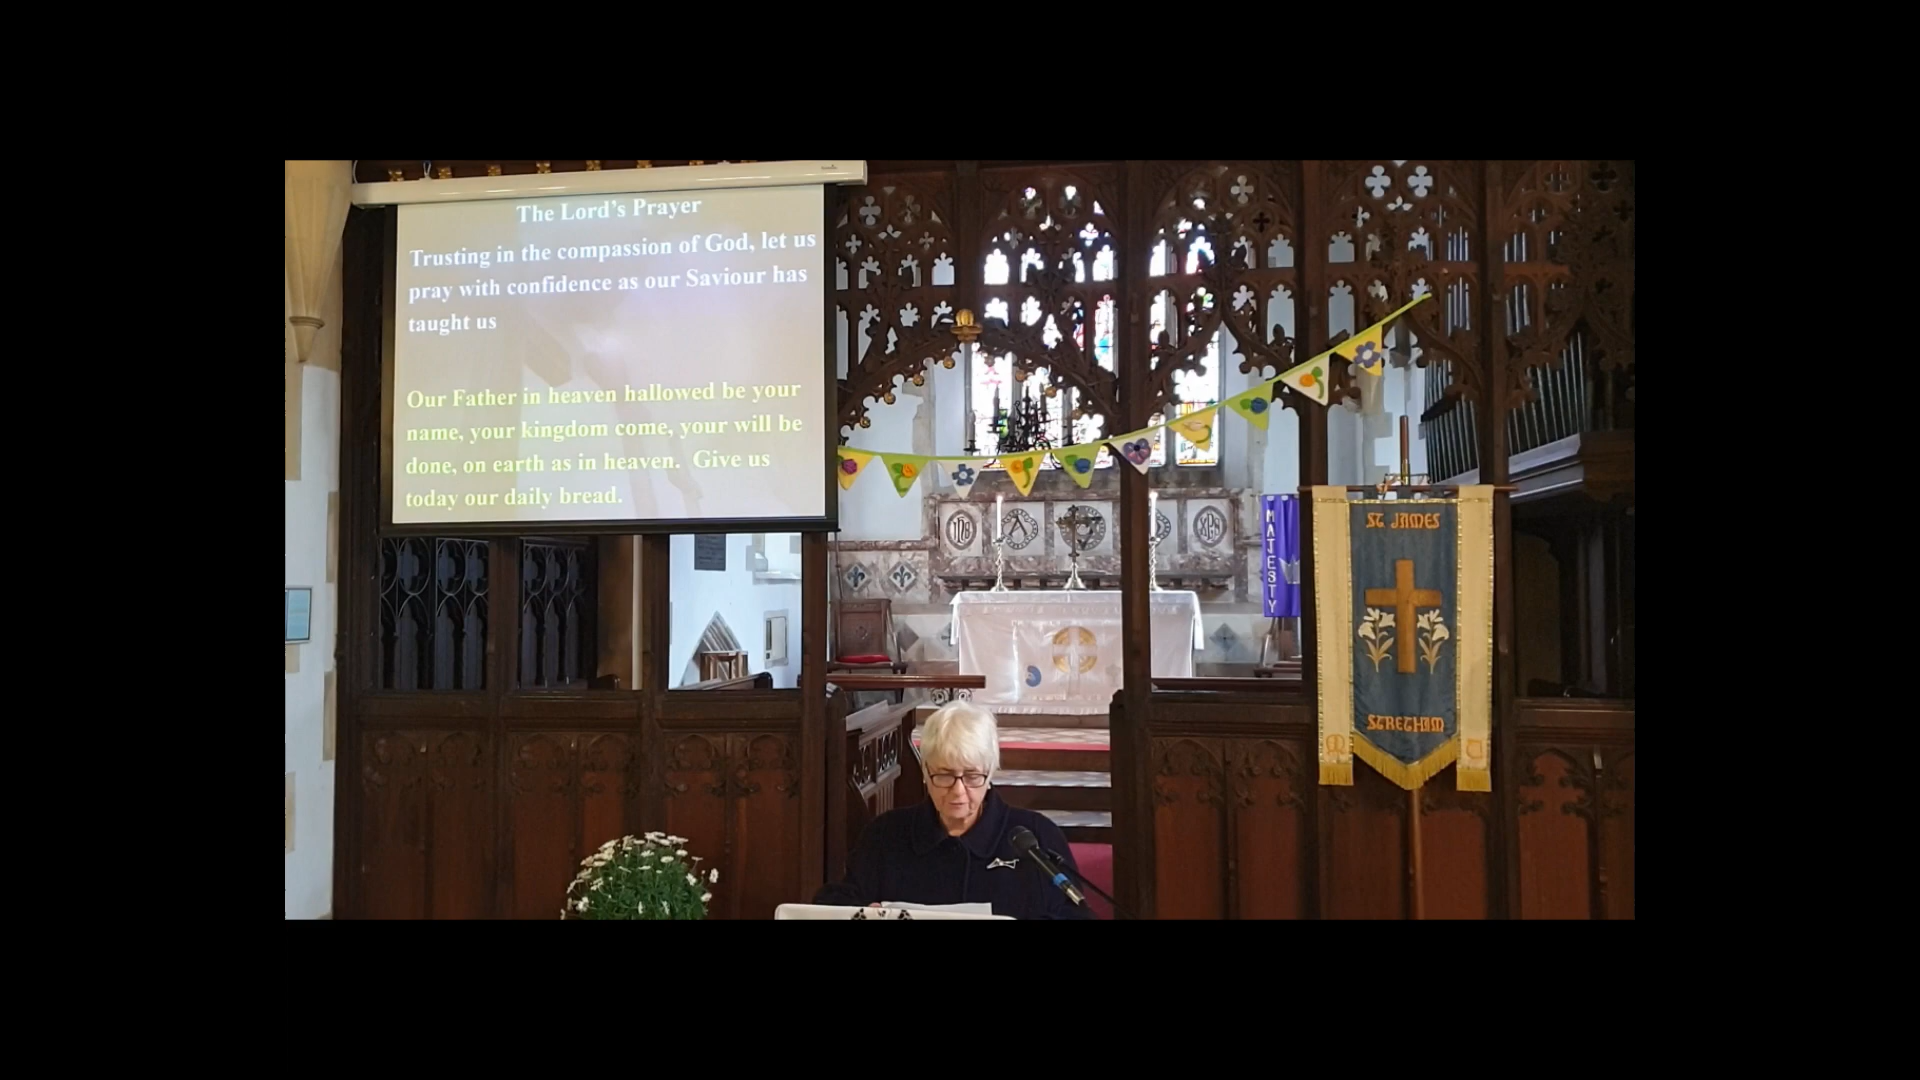 The Lord's Prayer
Trusting in the compassion of God, let us
pray with confidence as our Saviour has
taught us
Our Father in heaven hallowed be your
name, your kingdom come, your will be
done, on earth as in heaven.  Give us
today our daily bread.
IHS
MAJESTY
ST JAMES
STRETHAM
M
U